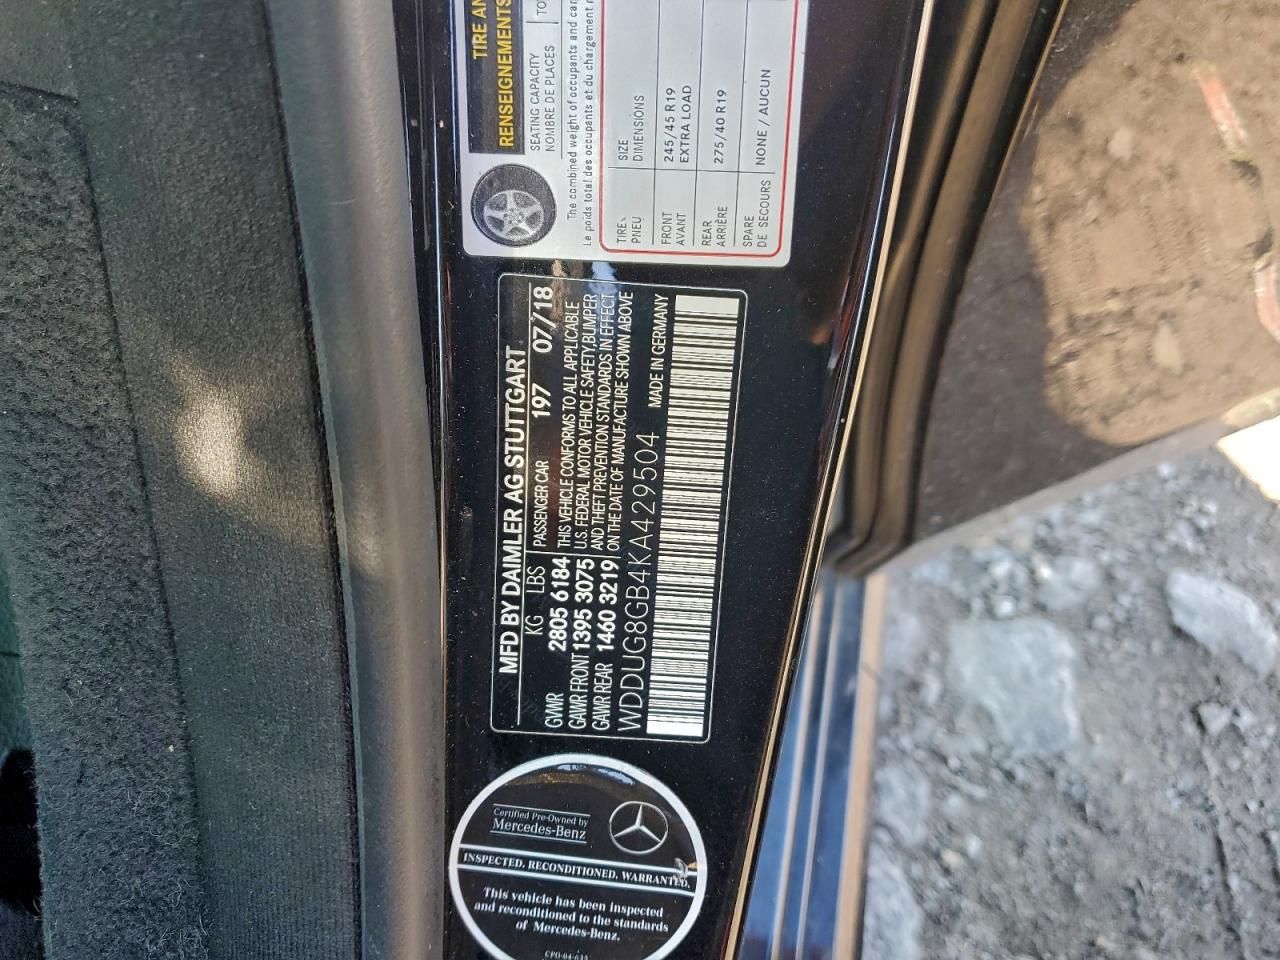 TIRE AN
RENSEIGNEMENTS
SEATING CAPACITY
NOMBRE DE PLACES
TO
The combined weight of occupants and car
Le poids total des occupants et du chargement
TIRE SIZE
PNEU DIMENSIONS
FRONT 245/45 R19
AVANT EXTRA LOAD
REAR 275/40 R19
ARRIÈRE
SPARE NONE / AUCUN
DE SECOURS
MFD BY DAIMLER AG STUTTGART
KG LBS PASSENGER CAR 197 07/18
GVWR 2805 6184 THIS VEHICLE CONFORMS TO ALL APPLICABLE
GAWR FRONT 1395 3075 U.S. FEDERAL MOTOR VEHICLE SAFETY,BUMPER
GAWR REAR 1460 3219 AND THEFT PREVENTION STANDARDS IN EFFECT
ON THE DATE OF MANUFACTURE SHOWN ABOVE
WDDUG8GB4KA429504 MADE IN GERMANY
Certified Pre-Owned by
Mercedes-Benz
INSPECTED, RECONDITIONED, WARRANTED.
This vehicle has been inspected
and reconditioned to the standards
of Mercedes-Benz.
CPO-04-635